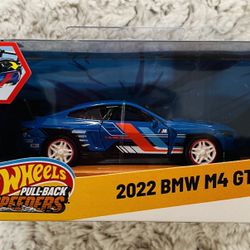 WHEELS
PULL-BACK
SPEEDERS
2022 BMW M4 GT